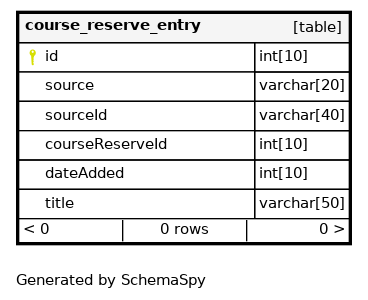 course_reserve_entry [table]
id int[10]
source varchar[20]
sourceId varchar[40]
courseReserveId int[10]
dateAdded int[10]
title varchar[50]
< 0 0 rows 0 >
Generated by SchemaSpy